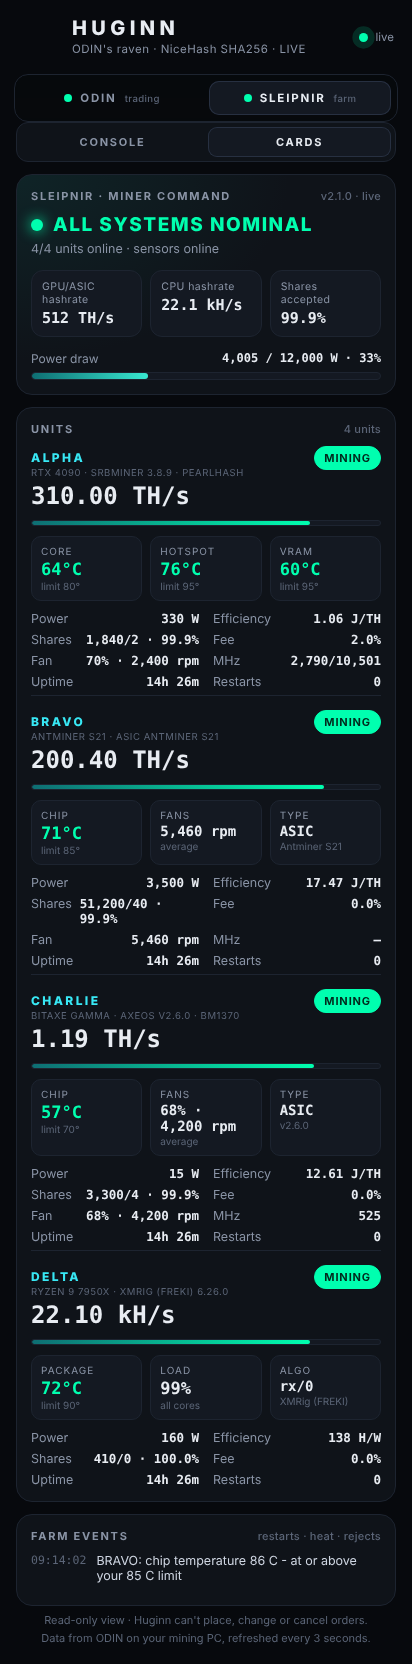 HUGINN
ODIN's raven · NiceHash SHA256 · LIVE
live
ODIN trading
SLEIPNIR farm
CONSOLE
CARDS
SLEIPNIR · MINER COMMAND
v2.1.0 · live
ALL SYSTEMS NOMINAL
4/4 units online · sensors online
GPU/ASIC hashrate
512 TH/s
CPU hashrate
22.1 kH/s
Shares accepted
99.9%
Power draw
4,005 / 12,000 W · 33%
UNITS
4 units
ALPHA
MINING
RTX 4090 · SRBMINER 3.8.9 · PEARLHASH
310.00 TH/s
CORE
64°C
limit 80°
HOTSPOT
76°C
limit 95°
VRAM
60°C
limit 95°
Power 330 W Efficiency 1.06 J/TH
Shares 1,840/2 · 99.9% Fee 2.0%
Fan 70% · 2,400 rpm MHz 2,790/10,501
Uptime 14h 26m Restarts 0
BRAVO
MINING
ANTMINER S21 · ASIC ANTMINER S21
200.40 TH/s
CHIP
71°C
limit 85°
FANS
5,460 rpm
average
TYPE
ASIC
Antminer S21
Power 3,500 W Efficiency 17.47 J/TH
Shares 51,200/40 · 99.9% Fee 0.0%
Fan 5,460 rpm MHz —
Uptime 14h 26m Restarts 0
CHARLIE
MINING
BITAXE GAMMA · AXEOS V2.6.0 · BM1370
1.19 TH/s
CHIP
57°C
limit 70°
FANS
68% ·
4,200 rpm
average
TYPE
ASIC
v2.6.0
Power 15 W Efficiency 12.61 J/TH
Shares 3,300/4 · 99.9% Fee 0.0%
Fan 68% · 4,200 rpm MHz 525
Uptime 14h 26m Restarts 0
DELTA
MINING
RYZEN 9 7950X · XMRIG (FREKI) 6.26.0
22.10 kH/s
PACKAGE
72°C
limit 90°
LOAD
99%
all cores
ALGO
rx/0
XMRig (FREKI)
Power 160 W Efficiency 138 H/W
Shares 410/0 · 100.0% Fee 0.0%
Uptime 14h 26m Restarts 0
FARM EVENTS
restarts · heat · rejects
09:14:02 BRAVO: chip temperature 86 C - at or above
your 85 C limit
Read-only view · Huginn can't place, change or cancel orders.
Data from ODIN on your mining PC, refreshed every 3 seconds.